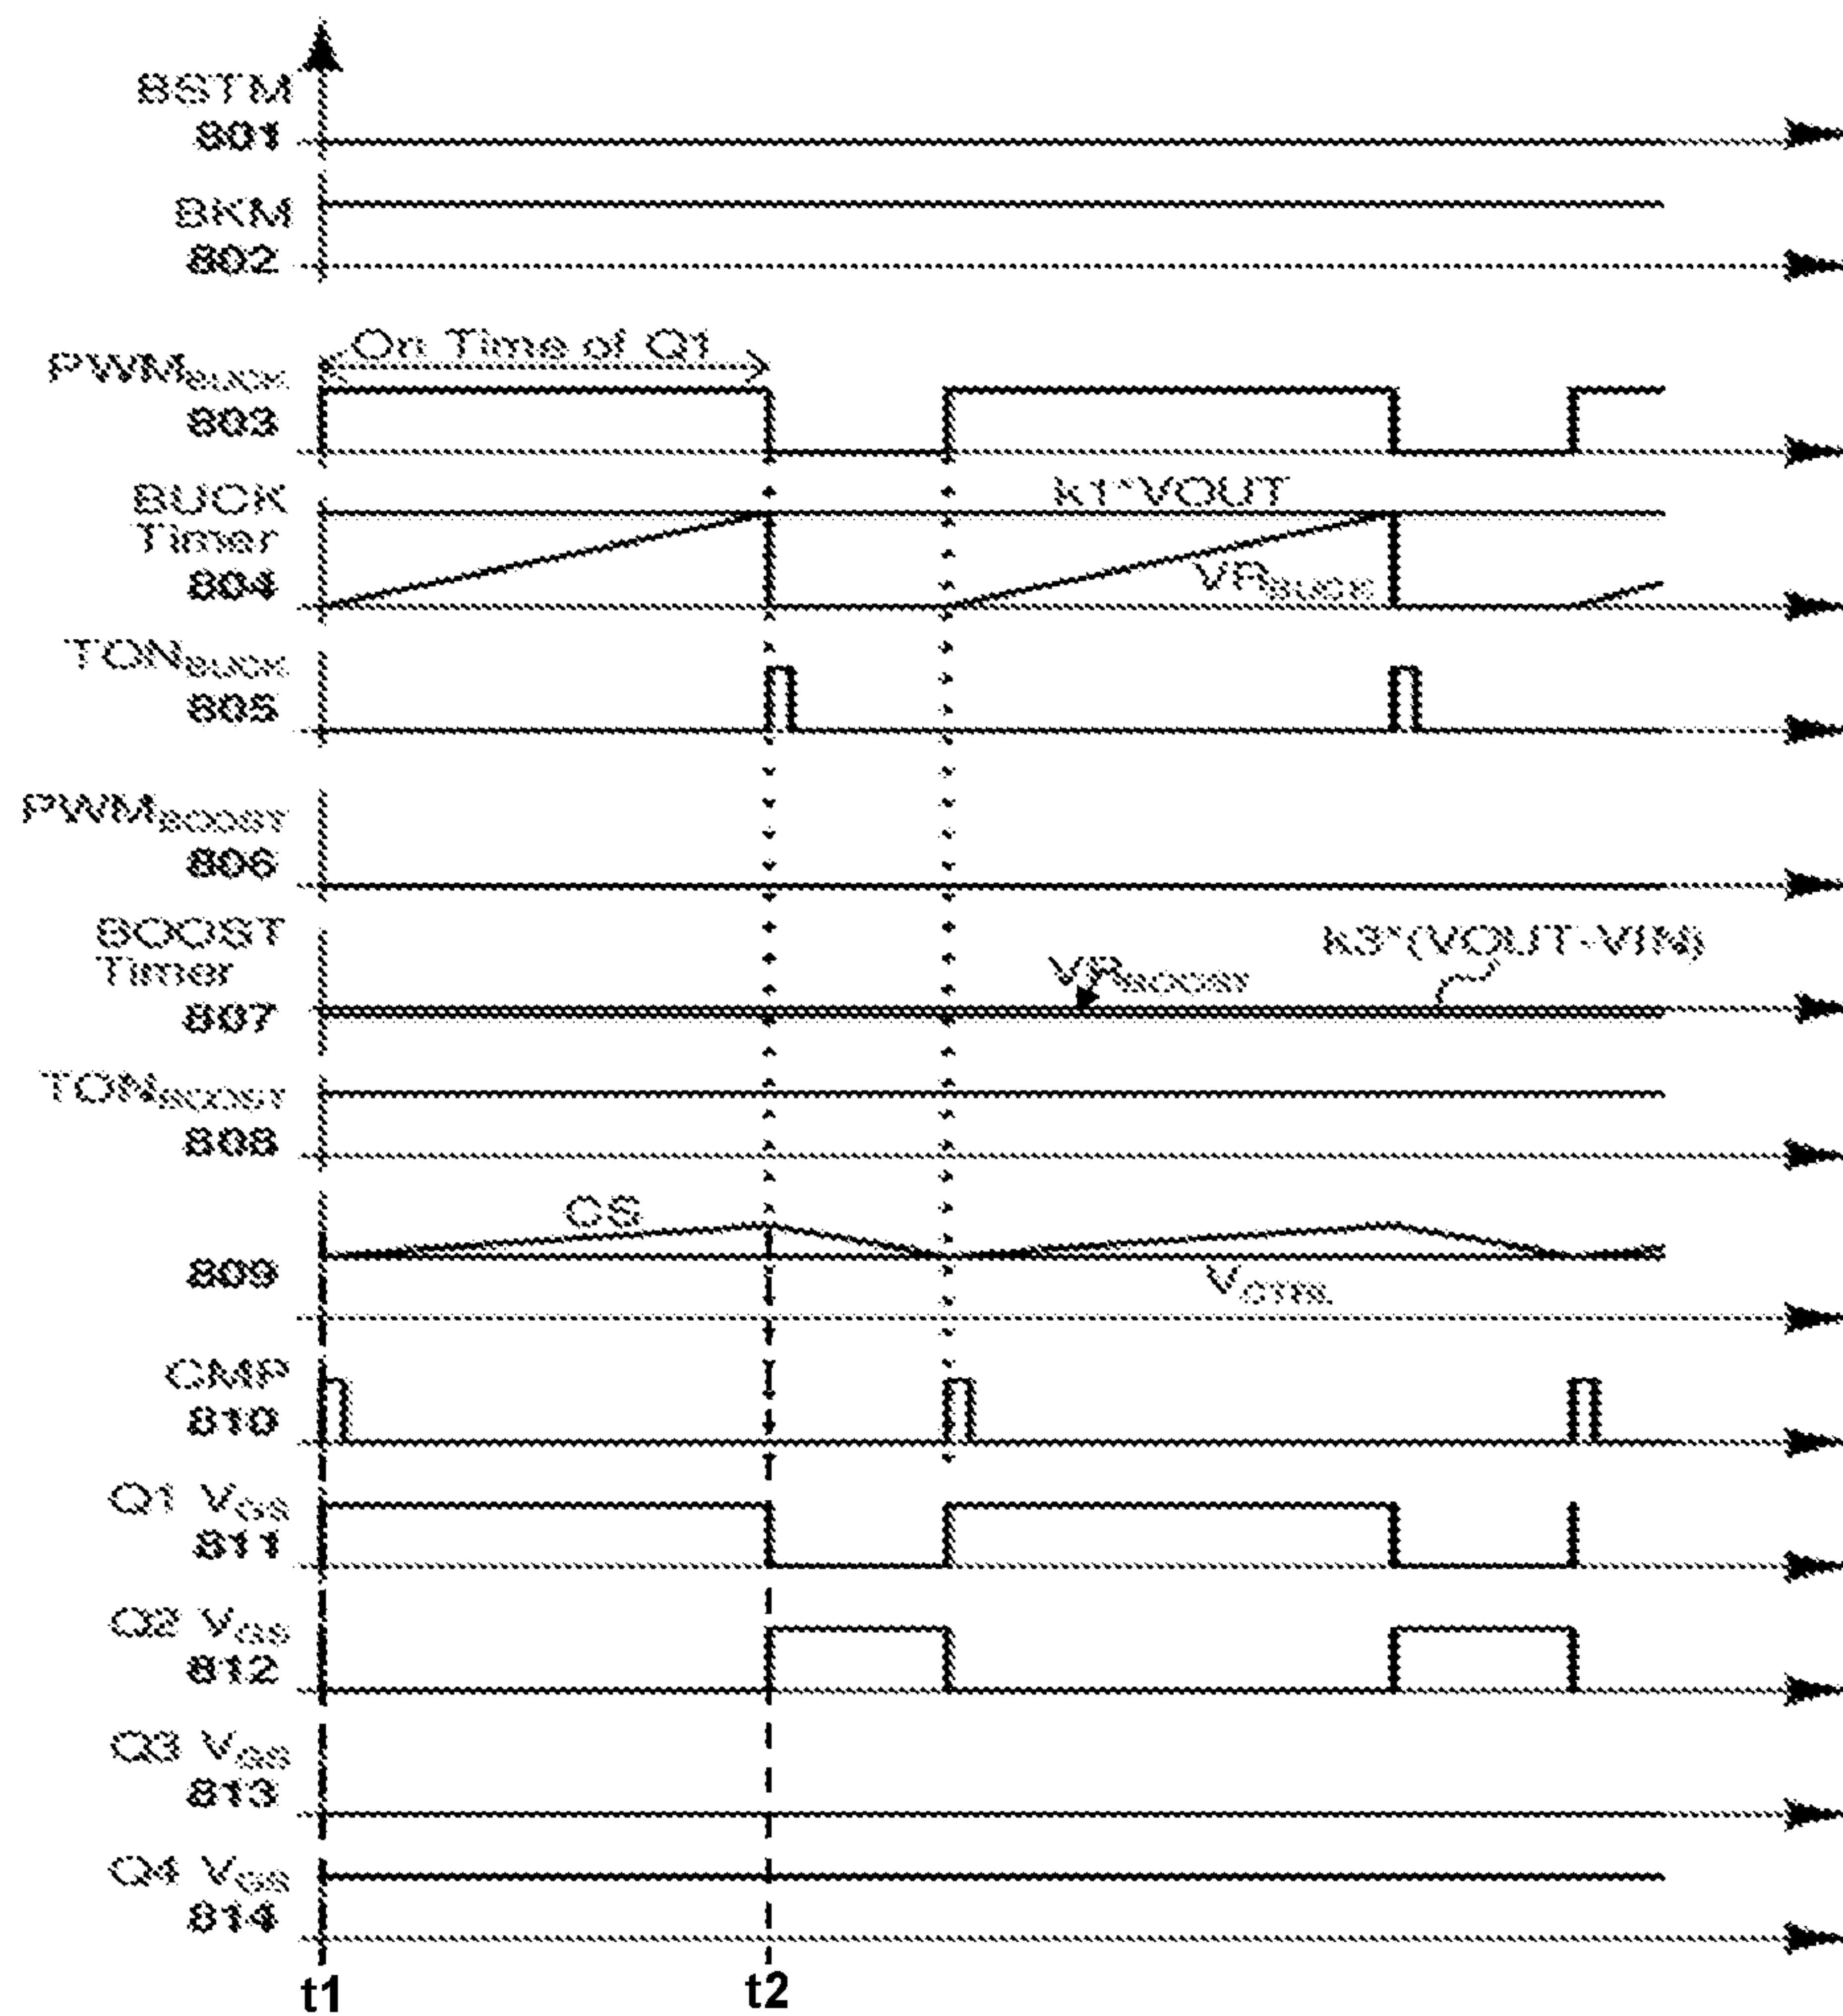 BSTM
801
BKM
802
On Time of Q1
PWMBUCK
803
BUCK
Timer
804
k1*VOUT
VRBUCK
TONBUCK
805
PWMBOOST
806
BOOST
Timer
807
VRBOOST
k3*(VOUT-VIN)
TONBOOST
808
CS
809
VCTRL
CMP
810
Q1 VGS
811
Q2 VGS
812
Q3 VGS
813
Q4 VGS
814
t1
t2